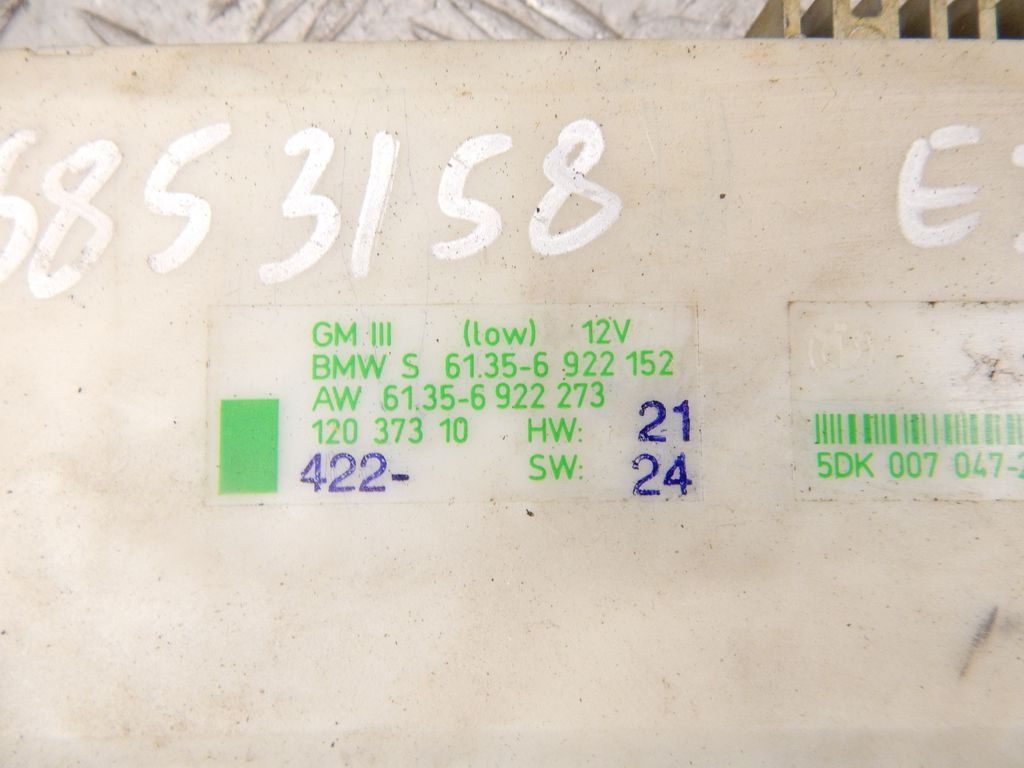 6853158 E
GM III (low) 12V
BMW S 61.35-6 922 152
AW 61.35-6 922 273
120 373 10 HW: 21
422- SW: 24
5DK 007 047-2